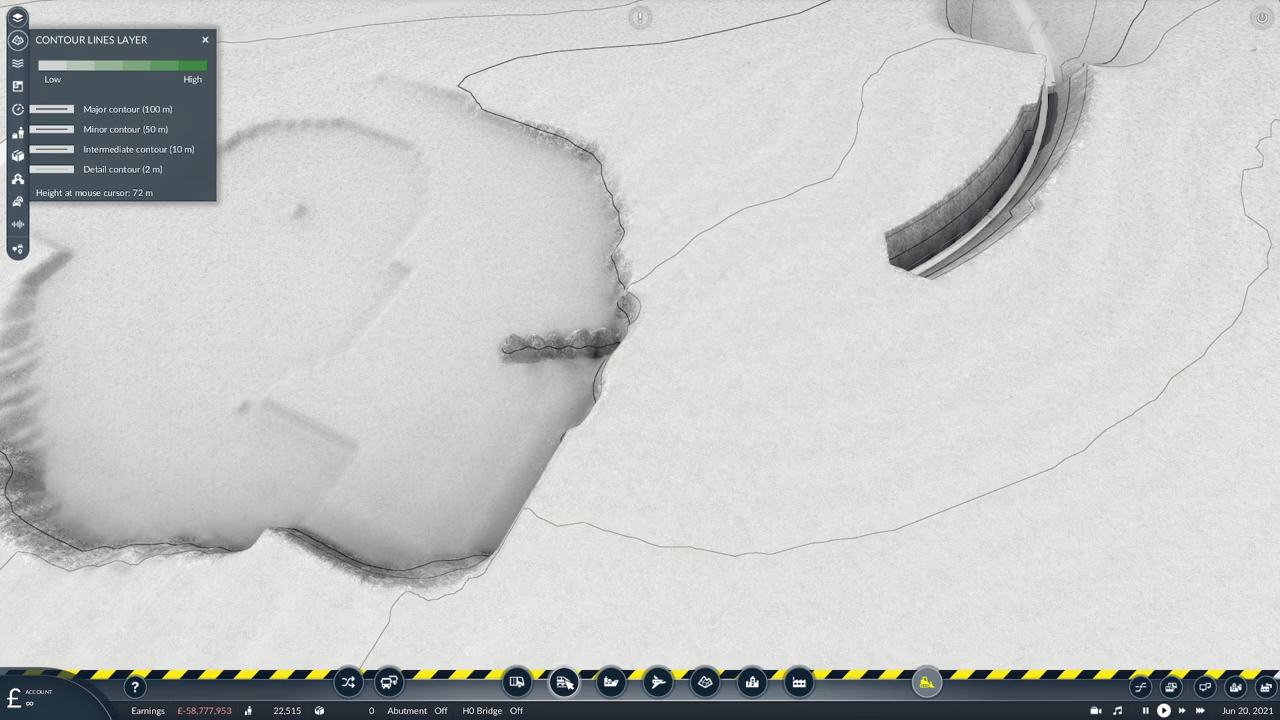 CONTOUR LINES LAYER
Low High
Major contour (100 m)
Minor contour (50 m)
Intermediate contour (10 m)
Detail contour (2 m)
Height at mouse cursor: 72 m
£ ACCOUNT
∞
?
Earnings £-58,777,953 22,515 0 Abutment Off H0 Bridge Off Jun 20, 2021